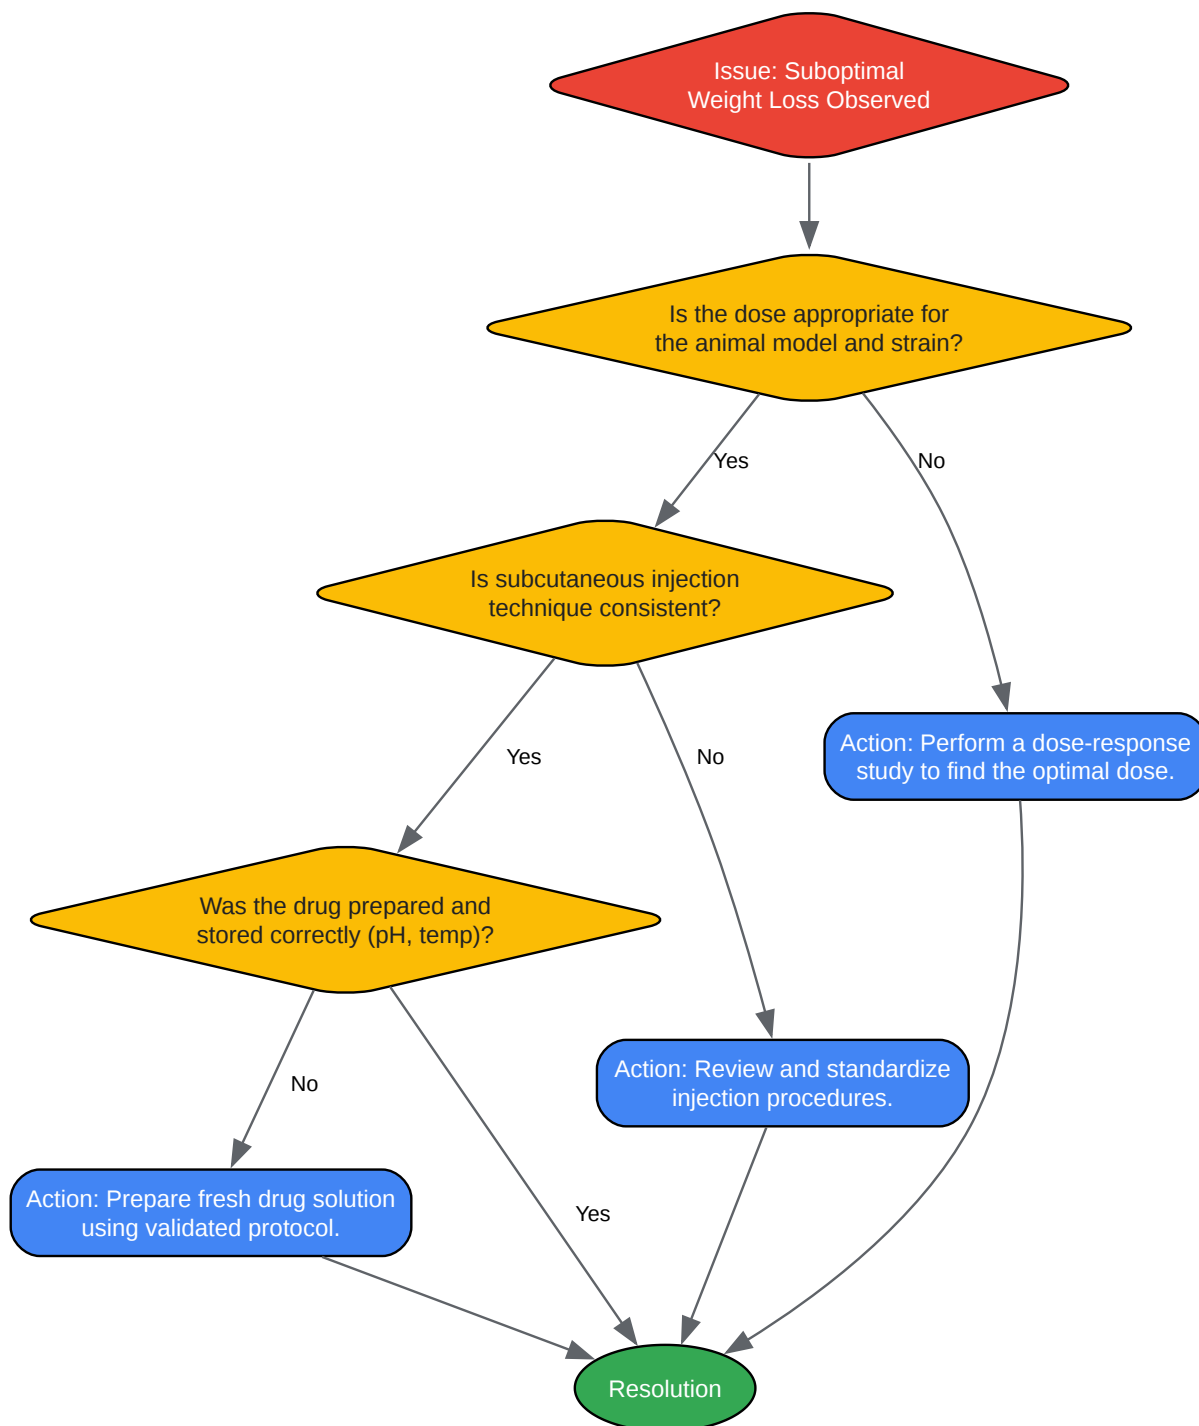 Issue: Suboptimal
Weight Loss Observed
Is the dose appropriate for
the animal model and strain?
Yes
No
Is subcutaneous injection
technique consistent?
Action: Perform a dose-response
study to find the optimal dose.
Yes
No
Was the drug prepared and
stored correctly (pH, temp)?
Action: Review and standardize
injection procedures.
No
Action: Prepare fresh drug solution
using validated protocol.
Yes
Resolution